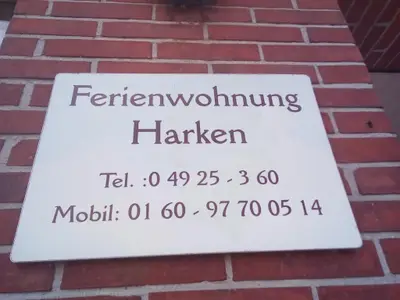 Ferienwohnung
Harken
Tel. :0 49 25 - 3 60
Mobil: 01 60 - 97 70 05 14